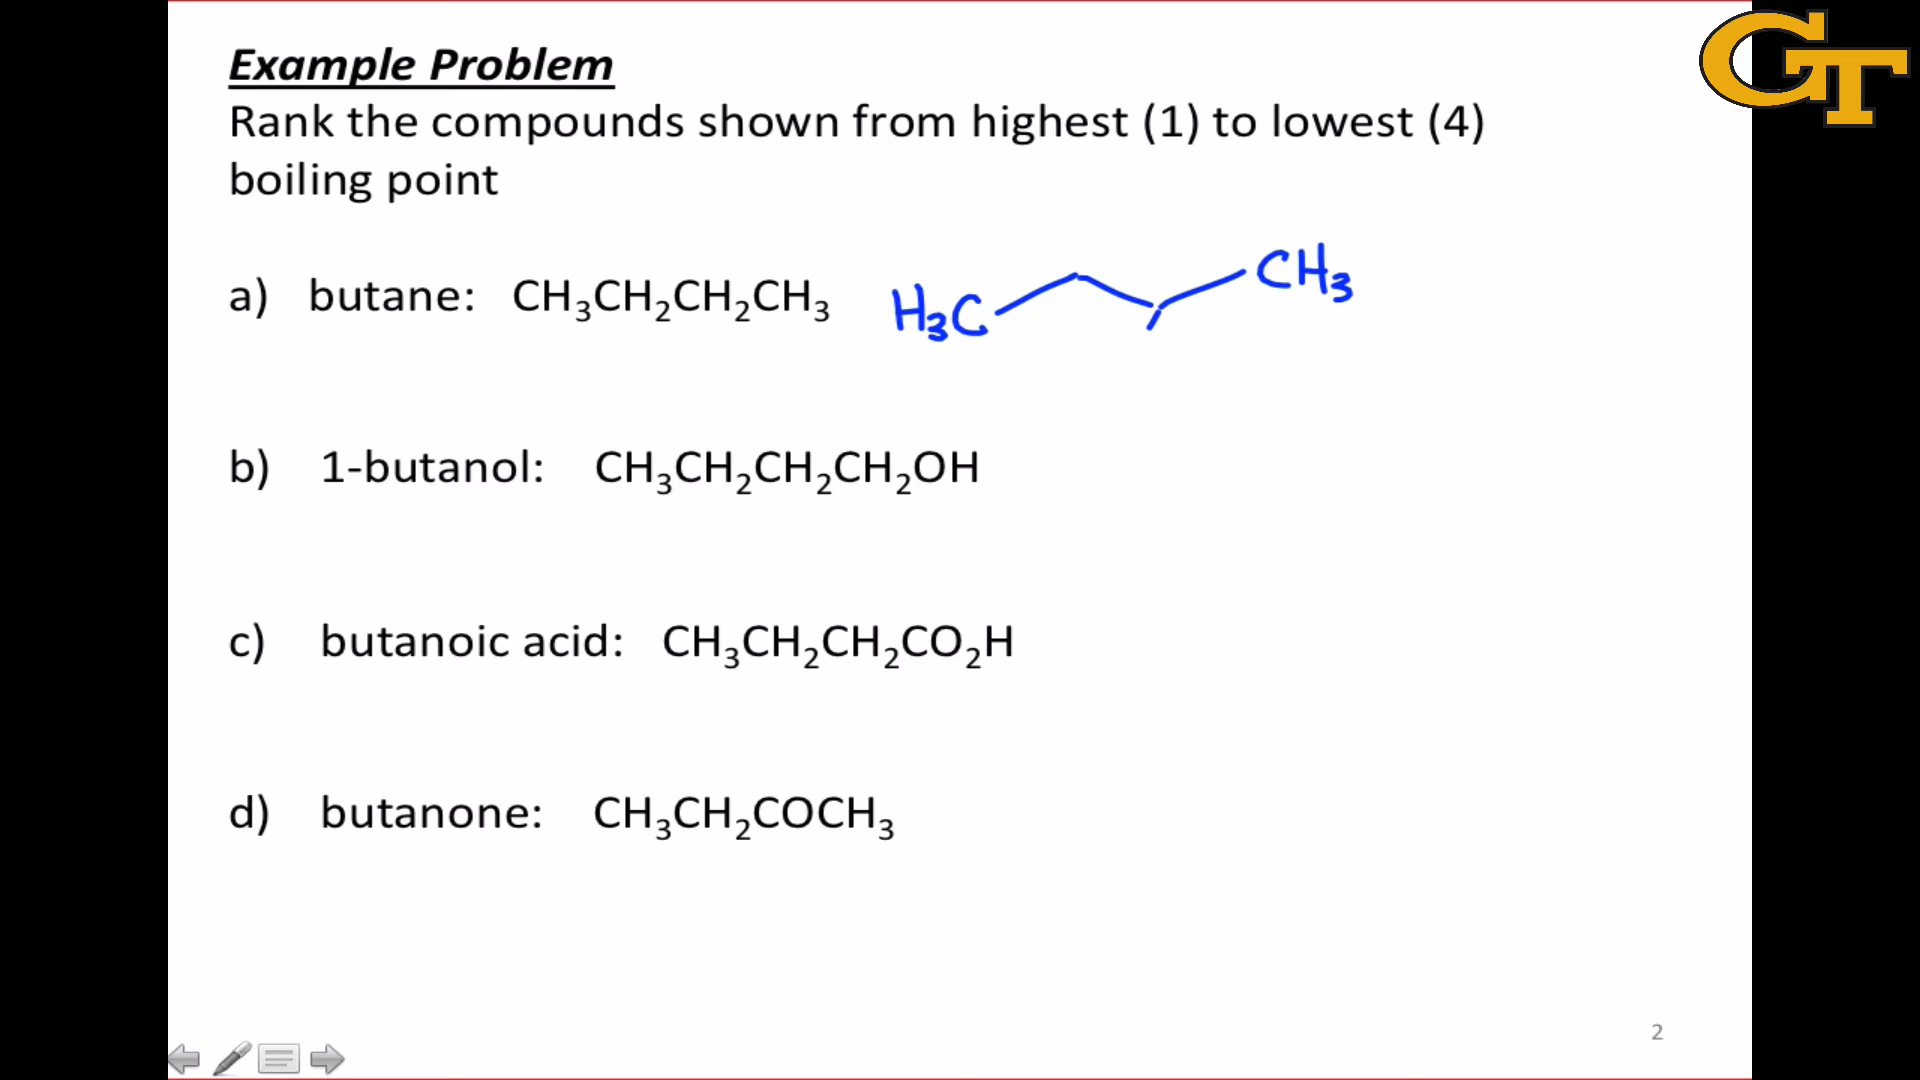 GT
Example Problem
Rank the compounds shown from highest (1) to lowest (4)
boiling point
a) butane: CH₃CH₂CH₂CH₃ H₃C CH₃
b) 1-butanol: CH₃CH₂CH₂CH₂OH
c) butanoic acid: CH₃CH₂CH₂CO₂H
d) butanone: CH₃CH₂COCH₃
2